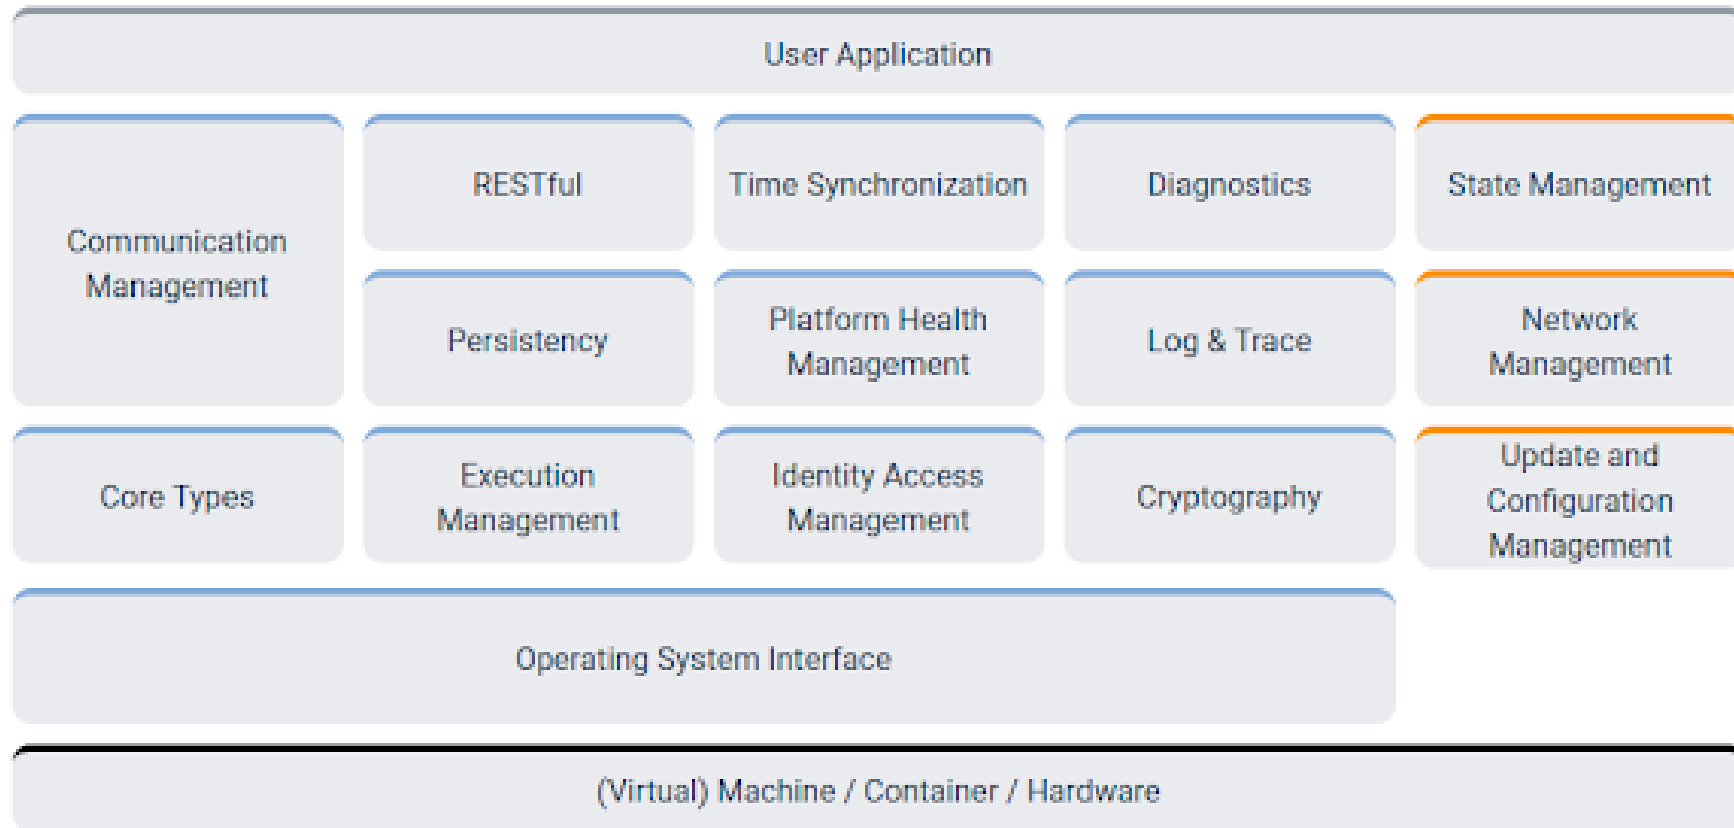 User Application
RESTful
Time Synchronization
Diagnostics
State Management
Communication
Management
Persistency
Platform Health
Management
Log & Trace
Network
Management
Core Types
Execution
Management
Identity Access
Management
Cryptography
Update and
Configuration
Management
Operating System Interface
(Virtual) Machine / Container / Hardware